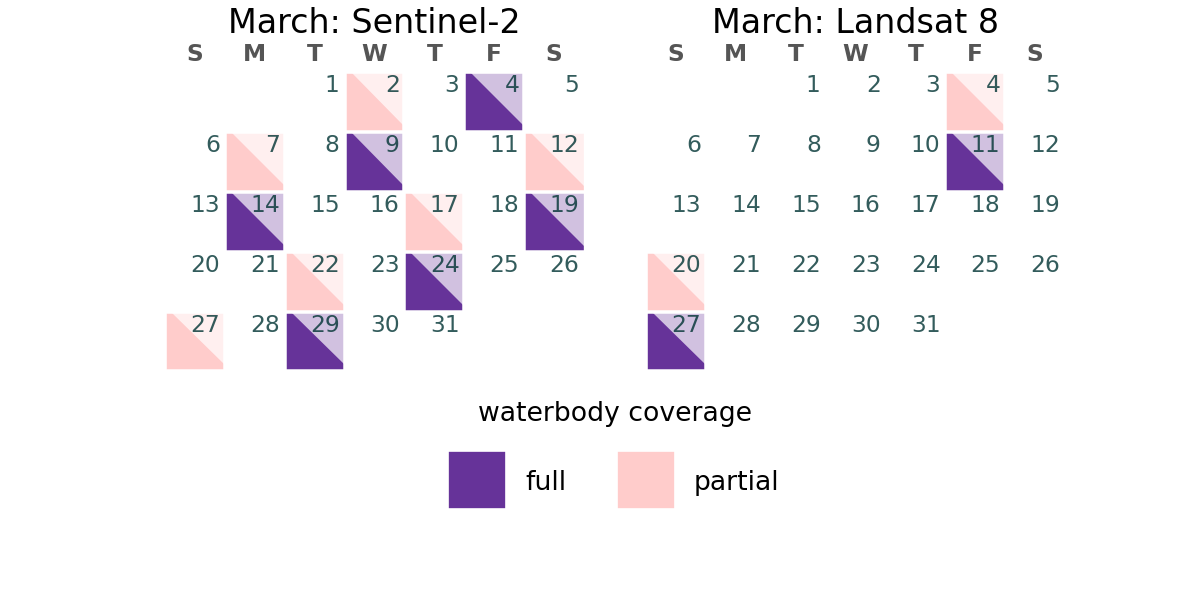 March: Sentinel-2
S M T W T F S
1 2 3 4 5
6 7 8 9 10 11 12
13 14 15 16 17 18 19
20 21 22 23 24 25 26
27 28 29 30 31
March: Landsat 8
S M T W T F S
1 2 3 4 5
6 7 8 9 10 11 12
13 14 15 16 17 18 19
20 21 22 23 24 25 26
27 28 29 30 31
waterbody coverage
full partial